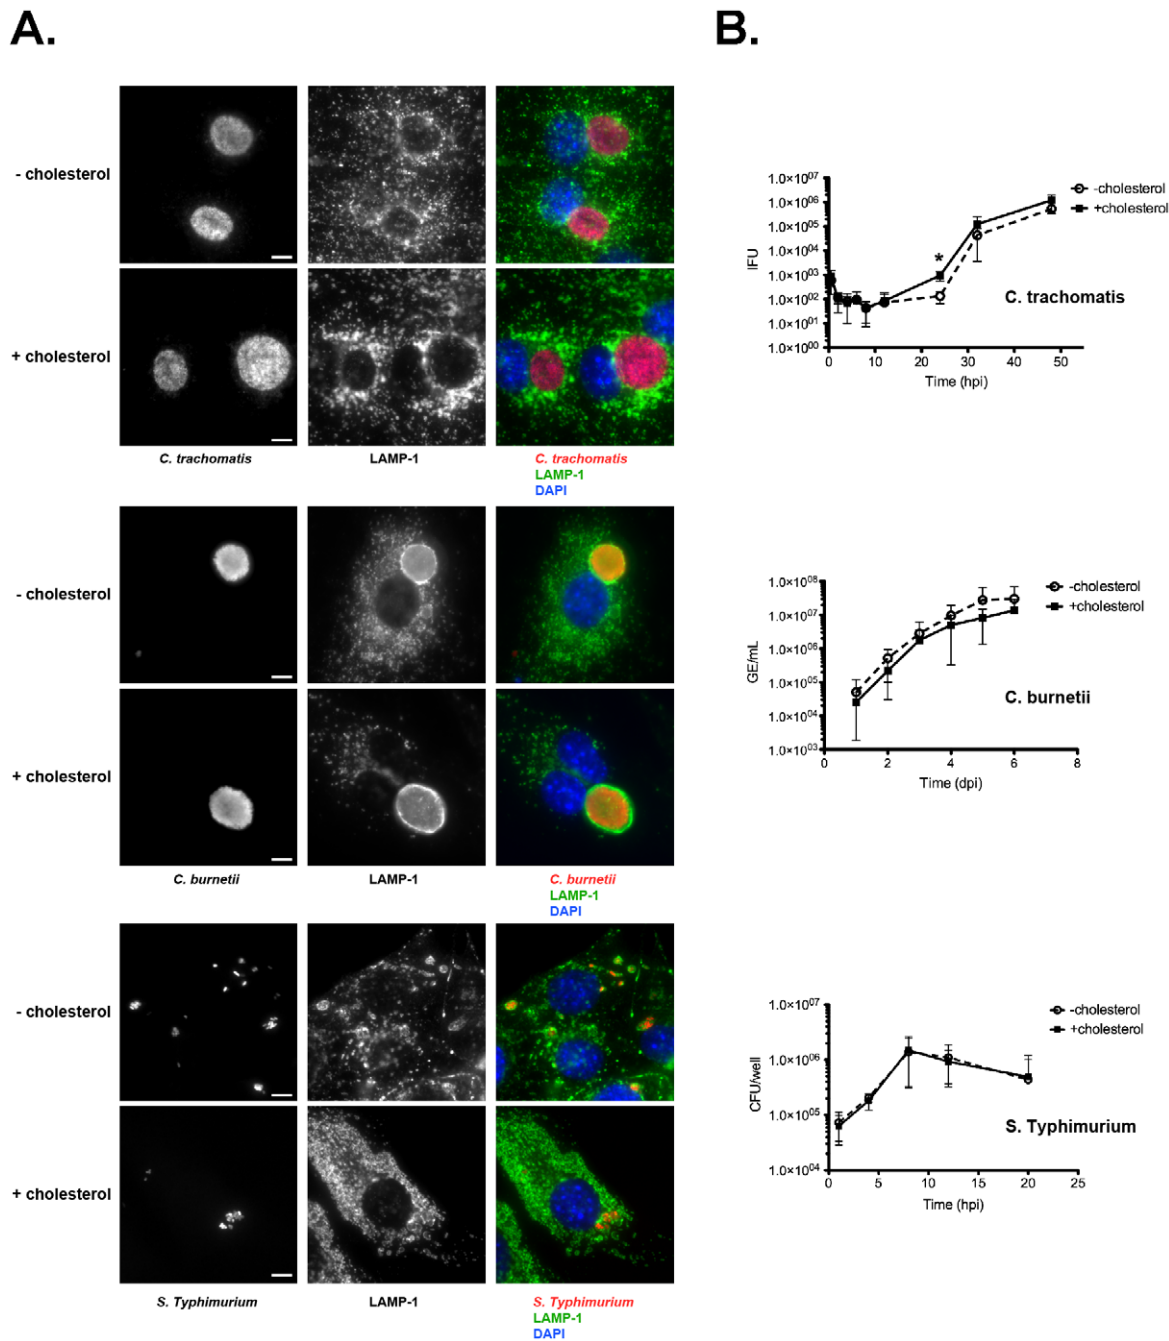 A.
B.
- cholesterol
+ cholesterol
C. trachomatis
LAMP-1
C. trachomatis
LAMP-1
DAPI
- cholesterol
+ cholesterol
C. burnetii
LAMP-1
C. burnetii
LAMP-1
DAPI
- cholesterol
+ cholesterol
S. Typhimurium
LAMP-1
S. Typhimurium
LAMP-1
DAPI
1.0×10⁰⁷
1.0×10⁰⁶
1.0×10⁰⁵
1.0×10⁰⁴
1.0×10⁰³
1.0×10⁰²
1.0×10⁰¹
1.0×10⁰⁰
IFU
*
-cholesterol
+cholesterol
C. trachomatis
0 10 20 30 40 50
Time (hpi)
1.0×10⁰⁸
1.0×10⁰⁷
1.0×10⁰⁶
1.0×10⁰⁵
1.0×10⁰⁴
1.0×10⁰³
GE/mL
-cholesterol
+cholesterol
C. burnetii
0 2 4 6 8
Time (dpi)
1.0×10⁰⁷
1.0×10⁰⁶
1.0×10⁰⁵
1.0×10⁰⁴
CFU/well
-cholesterol
+cholesterol
S. Typhimurium
0 5 10 15 20 25
Time (hpi)